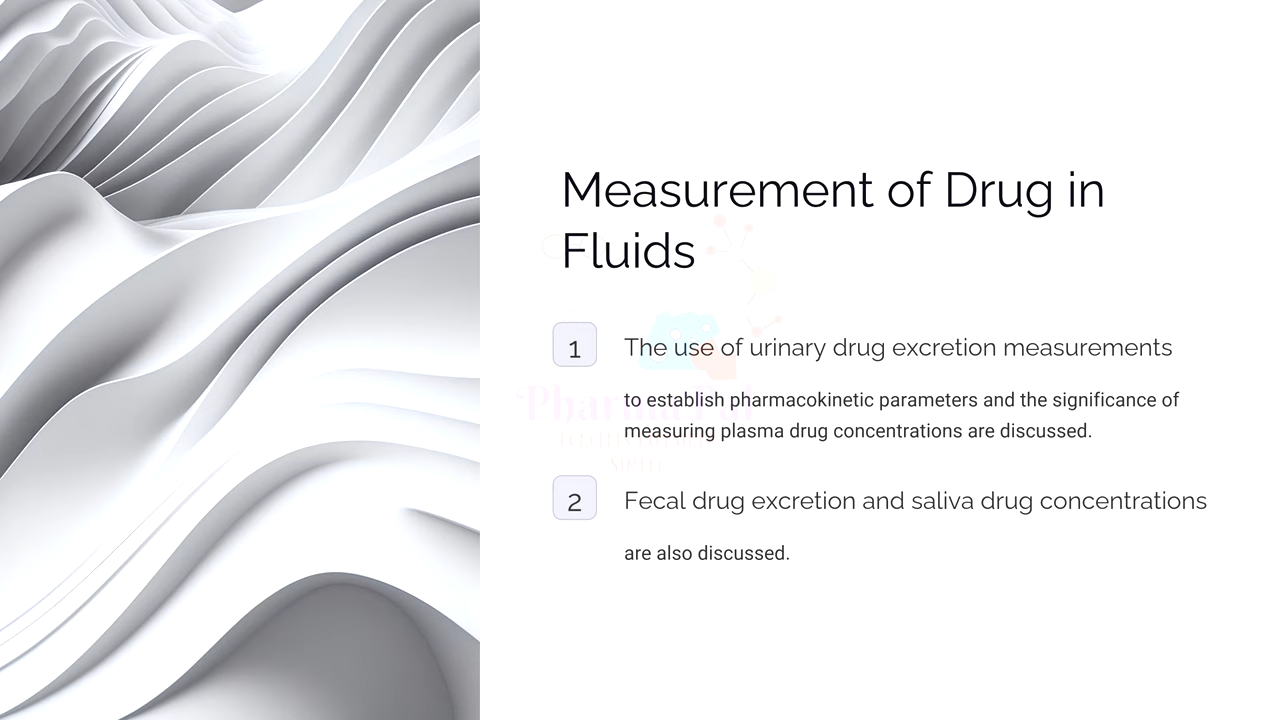 Measurement of Drug in
Fluids
1
The use of urinary drug excretion measurements
to establish pharmacokinetic parameters and the significance of
measuring plasma drug concentrations are discussed.
2
Fecal drug excretion and saliva drug concentrations
are also discussed.